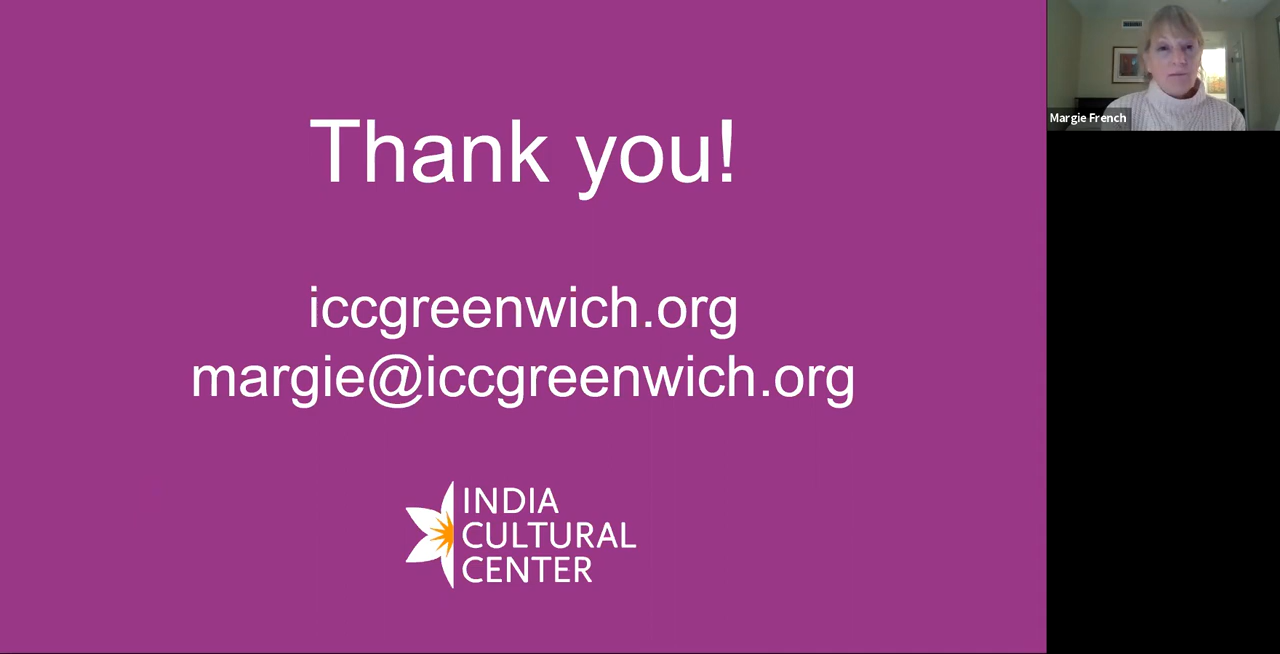 Thank you!
iccgreenwich.org
margie@iccgreenwich.org
INDIA
CULTURAL
CENTER
Margie French